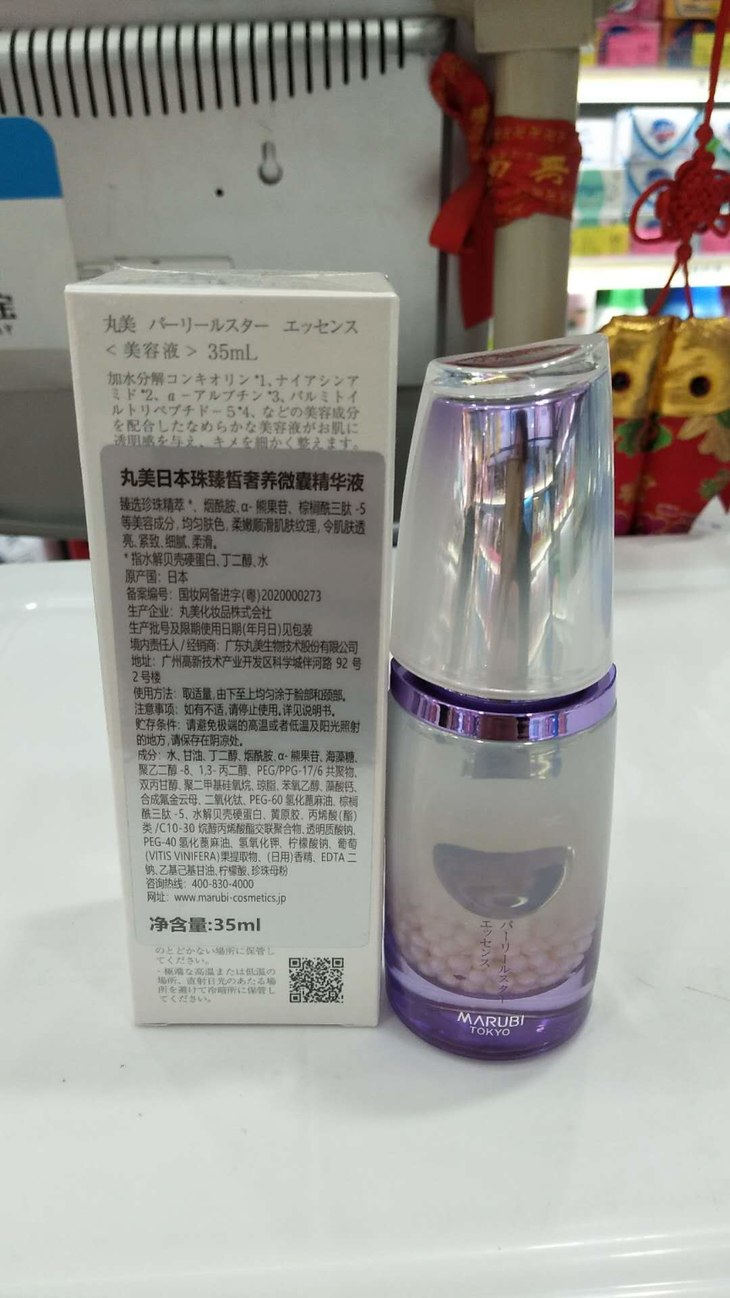 丸美 パーリールスター エッセンス
< 美容液 > 35mL
加水分解コンキオリン*1、ナイアシンア
ミド*2、α-アルブチン*3、パルミトイ
ルトリペプチド-5*4、などの美容成分
を配合したなめらかな美容液がお肌に
透明感を与え、キメを細かく整えます。
丸美日本珠臻皙奢养微囊精华液
臻选珍珠精萃*、烟酰胺、α-熊果苷、棕榈酰三肽-5
等美容成分，均匀肤色，柔嫩顺滑肌肤纹理，令肌肤透
亮、紧致、细腻、柔滑。
*指水解贝壳硬蛋白、丁二醇、水
原产国：日本
备案编号：国妆网备进字(粤)2020000273
生产企业：丸美化妆品株式会社
生产批号及限期使用日期(年月日)见包装
境内责任人/经销商：广东丸美生物技术股份有限公司
地址：广州高新技术产业开发区科学城伴河路 92 号
2 号楼
使用方法：取适量，由下至上均匀涂于脸部和颈部。
注意事项：如有不适，请停止使用。详见说明书。
贮存条件：请避免极端的高温或者低温及阳光照射
的地方，请保存在阴凉处。
成分：水、甘油、丁二醇、烟酰胺、α-熊果苷、海藻糖、
聚乙二醇-8、1,3-丙二醇、PEG/PPG-17/6 共聚物、
双丙甘醇、聚二甲基硅氧烷、琼脂、苯氧乙醇、藻酸钙、
合成氟金云母、二氧化钛、PEG-60 氢化蓖麻油、棕榈
酰三肽-5、水解贝壳硬蛋白、黄原胶、丙烯酸(酯)
类/C10-30 烷醇丙烯酸酯交联聚合物、透明质酸钠、
PEG-40 氢化蓖麻油、氢氧化钾、柠檬酸钠、葡萄
(VITIS VINIFERA)果提取物、(日用)香精、EDTA 二
钠、乙基己基甘油、柠檬酸、珍珠母粉
咨询热线：400-830-4000
网址：www.marubi-cosmetics.jp
净含量:35ml
のとどかない場所に保管し
てください。
・極端な高温または低温の
場所、直射日光のあたる場
所を避けて冷暗所に保管し
てください。
パーリールスター
エッセンス
MARUBI
TOKYO